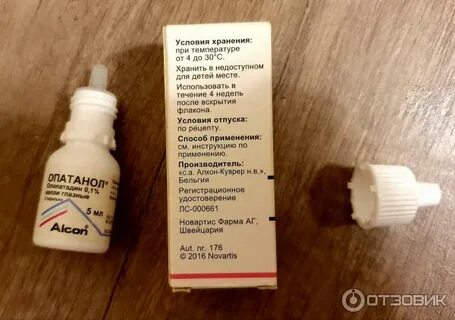 ОПАТАНОЛ®
Олопатадин 0,1%
капли глазные
Стерильно
5 мл
Alcon®
Условия хранения:
при температуре
от 4 до 30°С.
Хранить в недоступном
для детей месте.
Использовать в
течение 4 недель
после вскрытия
флакона.
Условия отпуска:
по рецепту.
Способ применения:
см. инструкцию по
применению.
Производитель:
«с.а. Алкон-Куврер н.в.»,
Бельгия
Регистрационное
удостоверение
ЛС-000661
Новартис Фарма АГ,
Швейцария
Aut. nr. 176
© 2016 Novartis
ОТЗОВИК